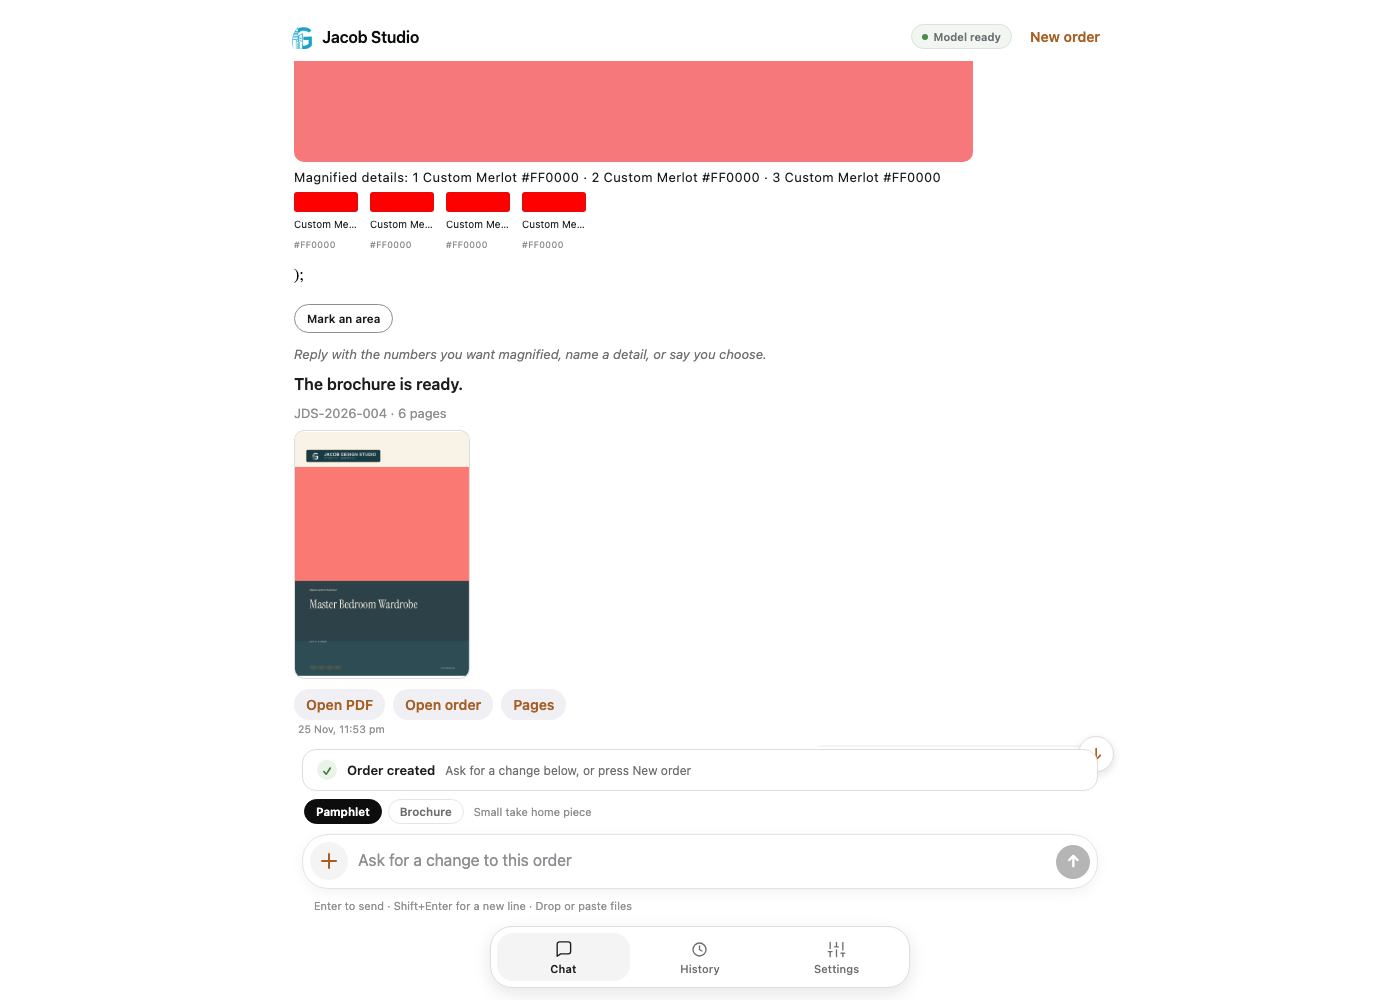 Jacob Studio
Model ready
New order
Magnified details: 1 Custom Merlot #FF0000 · 2 Custom Merlot #FF0000 · 3 Custom Merlot #FF0000
Custom Me... Custom Me... Custom Me... Custom Me...
#FF0000 #FF0000 #FF0000 #FF0000
);
Mark an area
Reply with the numbers you want magnified, name a detail, or say you choose.
The brochure is ready.
JDS-2026-004 · 6 pages
JACOB DESIGN STUDIO
Master Bedroom Wardrobe
Open PDF Open order Pages
25 Nov, 11:53 pm
Order created Ask for a change below, or press New order
Pamphlet Brochure Small take home piece
Ask for a change to this order
Enter to send · Shift+Enter for a new line · Drop or paste files
Chat History Settings